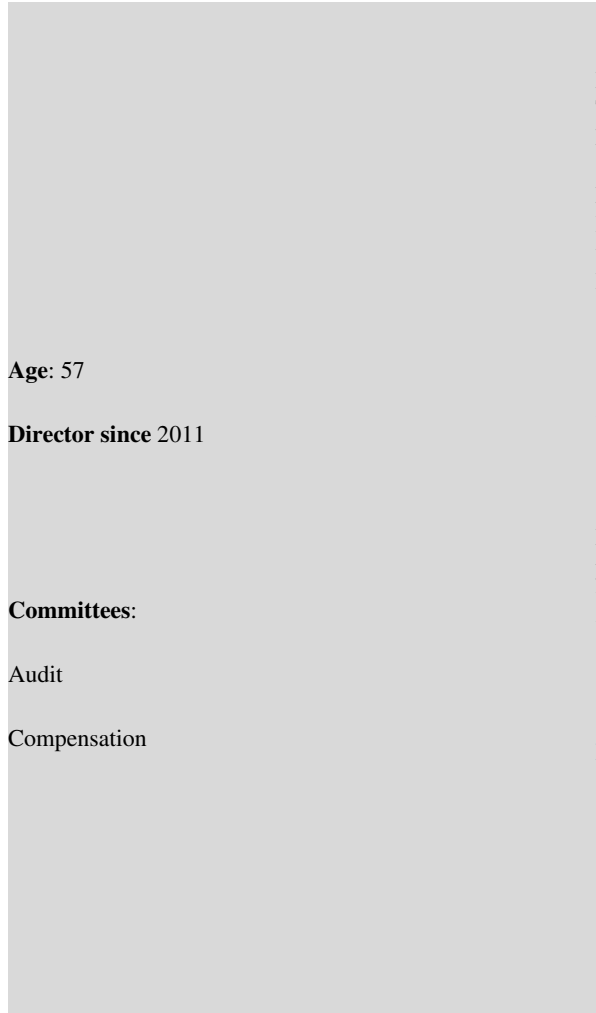 Age: 57
Director since 2011
Committees:
Audit
Compensation